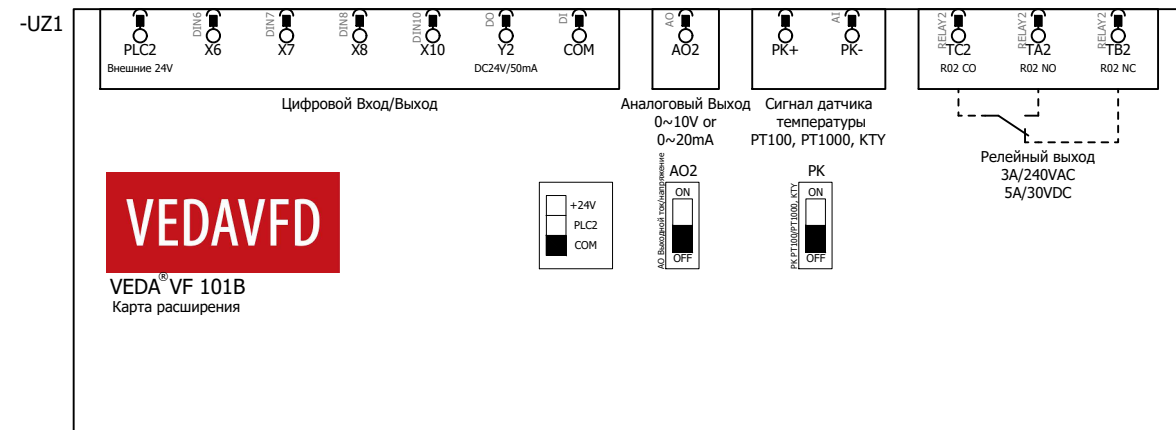 -UZ1
DIN6 DIN7 DIN8 DIN10 DO DI AO AI RELAY2 RELAY2 RELAY2
PLC2 X6 X7 X8 X10 Y2 COM AO2 PK+ PK- TC2 TA2 TB2
Внешние 24V DC24V/50mA R02 CO R02 NO R02 NC
Цифровой Вход/Выход
Аналоговый Выход
0~10V or
0~20mA
Сигнал датчика
температуры
PT100, PT1000, KTY
Релейный выход
3A/240VAC
5A/30VDC
VEDAVFD
VEDA® VF 101B
Карта расширения
+24V
PLC2
COM
AO2
ON
OFF
AO Выходной ток/напряжение
PK
ON
OFF
PK PT100/PT1000, KTY